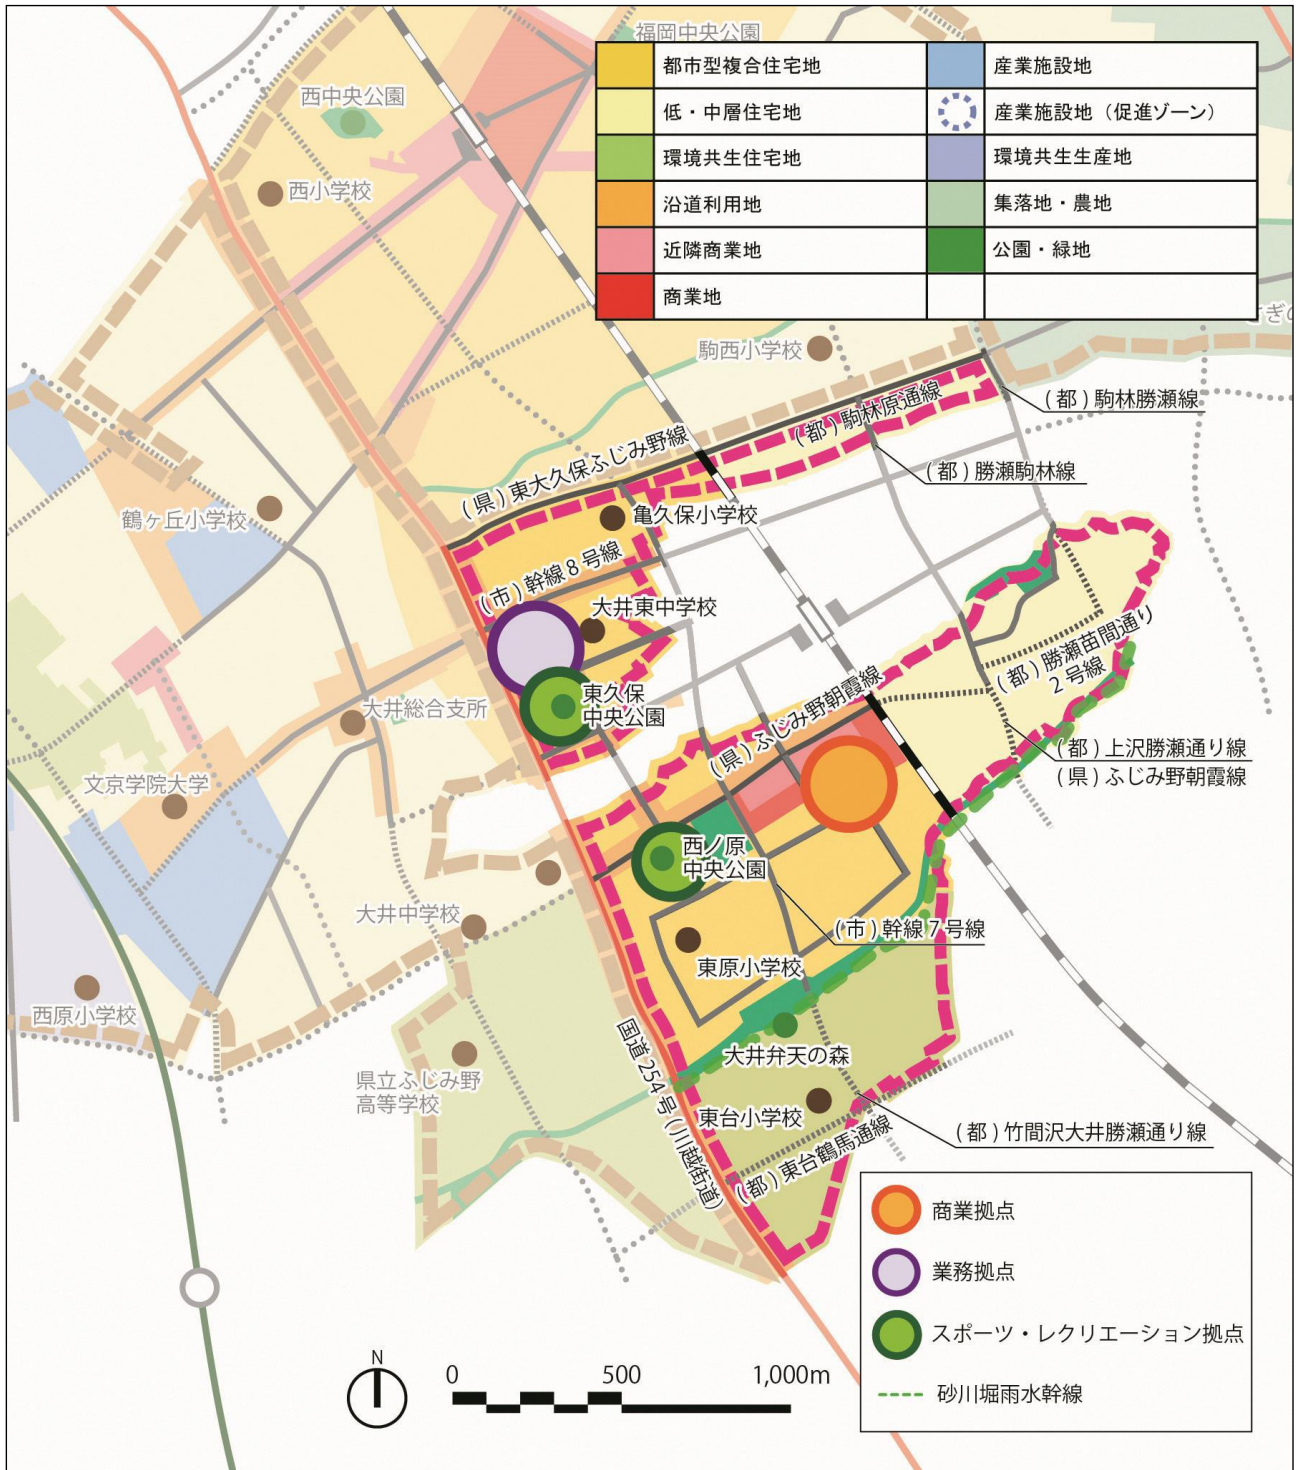 福岡中央公園
都市型複合住宅地
産業施設地
低・中層住宅地
産業施設地（促進ゾーン）
環境共生住宅地
環境共生生産地
沿道利用地
集落地・農地
近隣商業地
公園・緑地
商業地
西中央公園
西小学校
駒西小学校
(都)駒林勝瀬線
(都)駒林原通線
(都)勝瀬駒林線
(県)東大久保ふじみ野線
亀久保小学校
鶴ヶ丘小学校
(市)幹線8号線
大井東中学校
(都)勝瀬苗間通り
2号線
東久保
中央公園
大井総合支所
(県)ふじみ野朝霞線
(都)上沢勝瀬通り線
(県)ふじみ野朝霞線
文京学院大学
西ノ原
中央公園
大井中学校
(市)幹線7号線
東原小学校
西原小学校
国道254号(川越街道)
大井弁天の森
県立ふじみ野
高等学校
東台小学校
(都)竹間沢大井勝瀬通り線
(都)東台鶴馬通線
商業拠点
業務拠点
スポーツ・レクリエーション拠点
砂川堀雨水幹線
N
0 500 1,000m